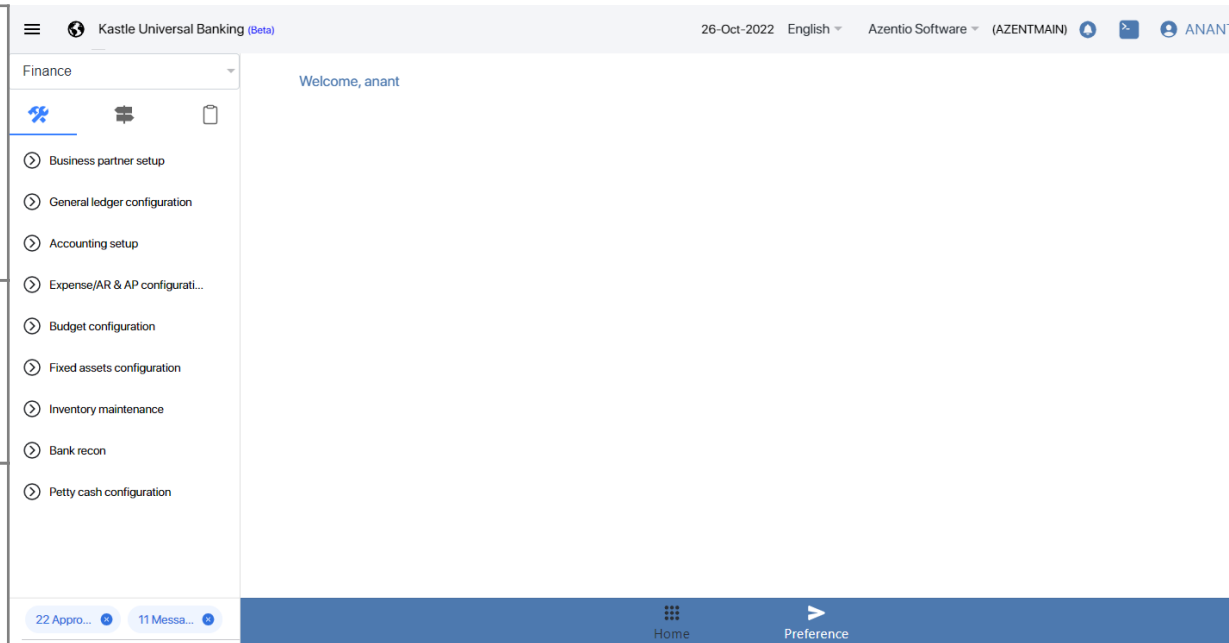 Kastle Universal Banking (Beta)
26-Oct-2022 English Azentio Software (AZENTMAIN) ANANT
Finance
Welcome, anant
Business partner setup
General ledger configuration
Accounting setup
Expense/AR & AP configurati...
Budget configuration
Fixed assets configuration
Inventory maintenance
Bank recon
Petty cash configuration
22 Appro... 11 Messa...
Home Preference